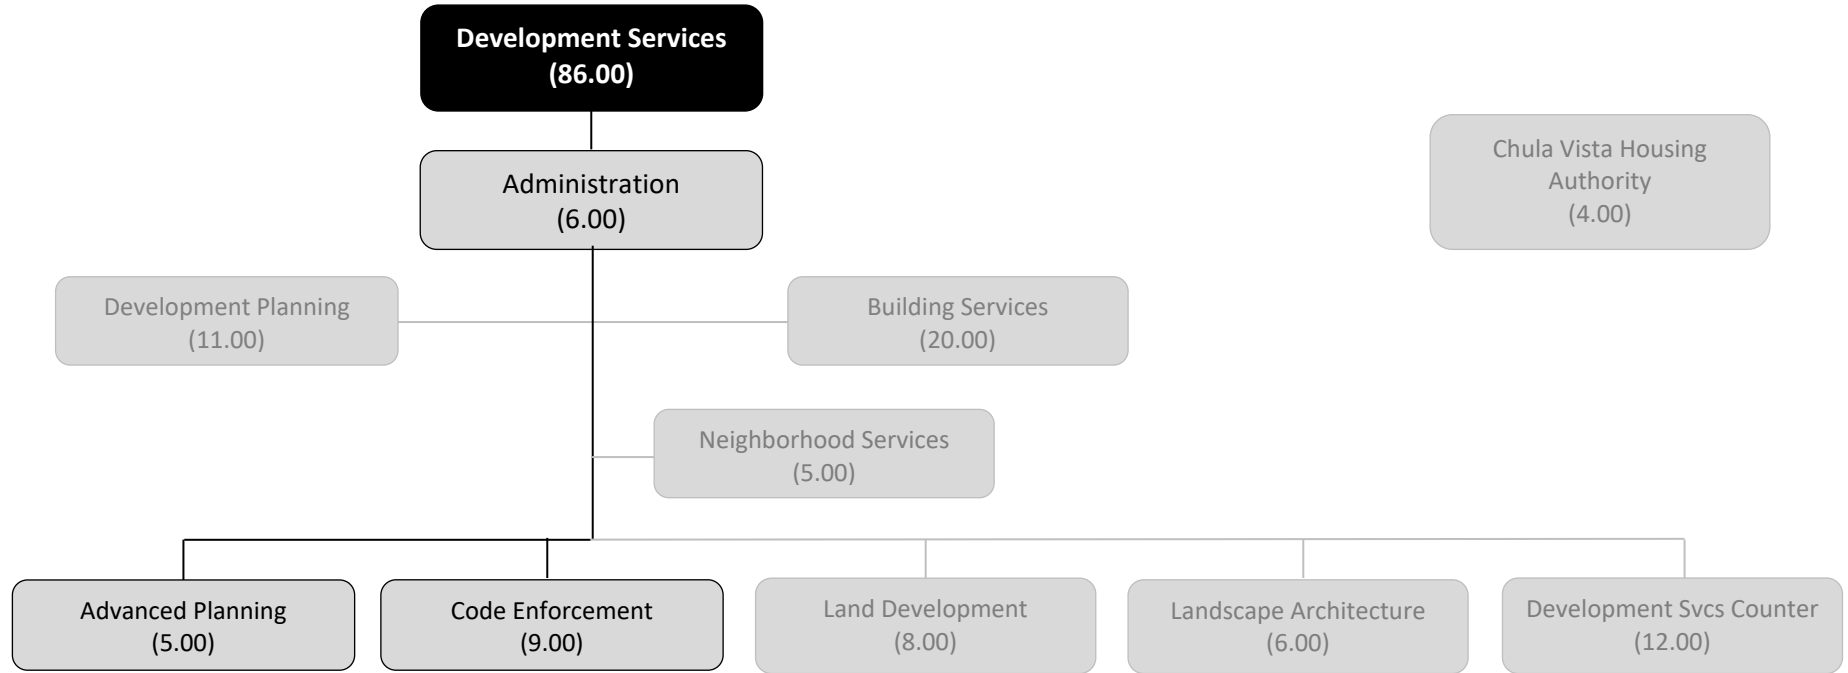 Development Services
(86.00)
Administration
(6.00)
Chula Vista Housing
Authority
(4.00)
Development Planning
(11.00)
Building Services
(20.00)
Neighborhood Services
(5.00)
Advanced Planning
(5.00)
Code Enforcement
(9.00)
Land Development
(8.00)
Landscape Architecture
(6.00)
Development Svcs Counter
(12.00)